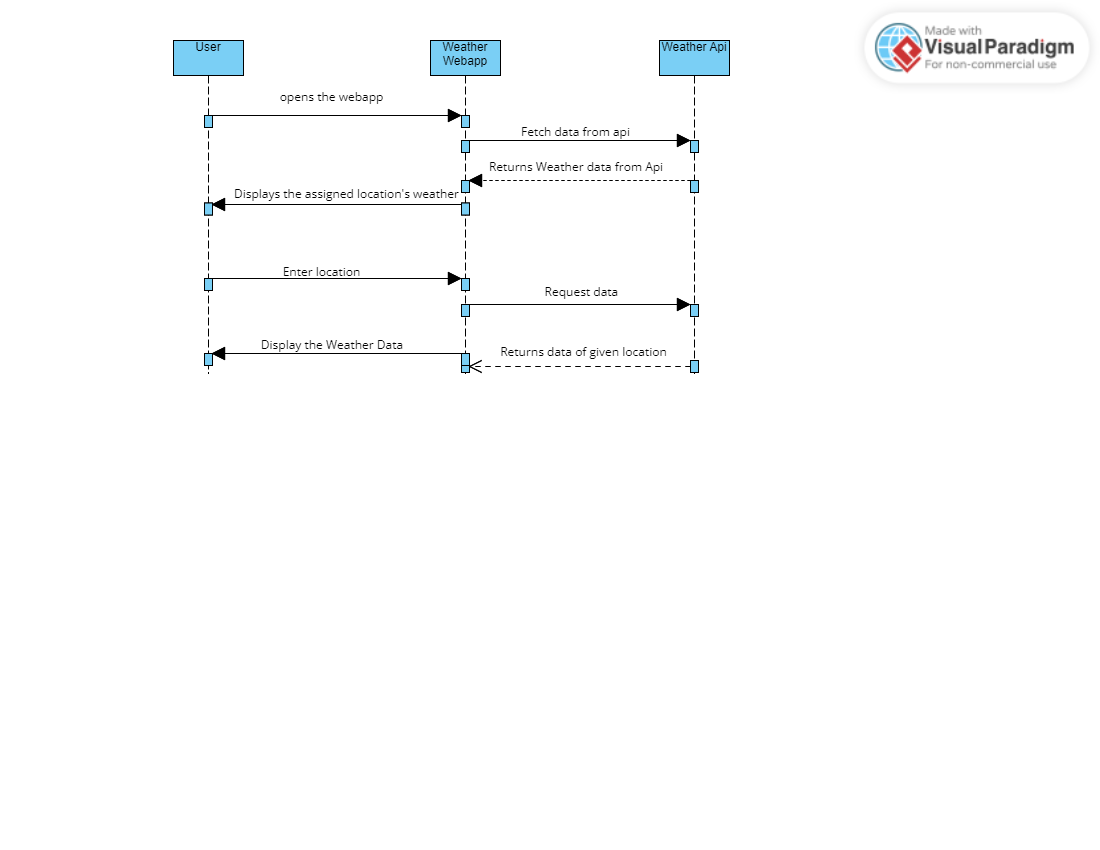 Made with
Visual Paradigm
For non-commercial use
User
Weather
Webapp
Weather Api
opens the webapp
Fetch data from api
Returns Weather data from Api
Displays the assigned location's weather
Enter location
Request data
Display the Weather Data
Returns data of given location